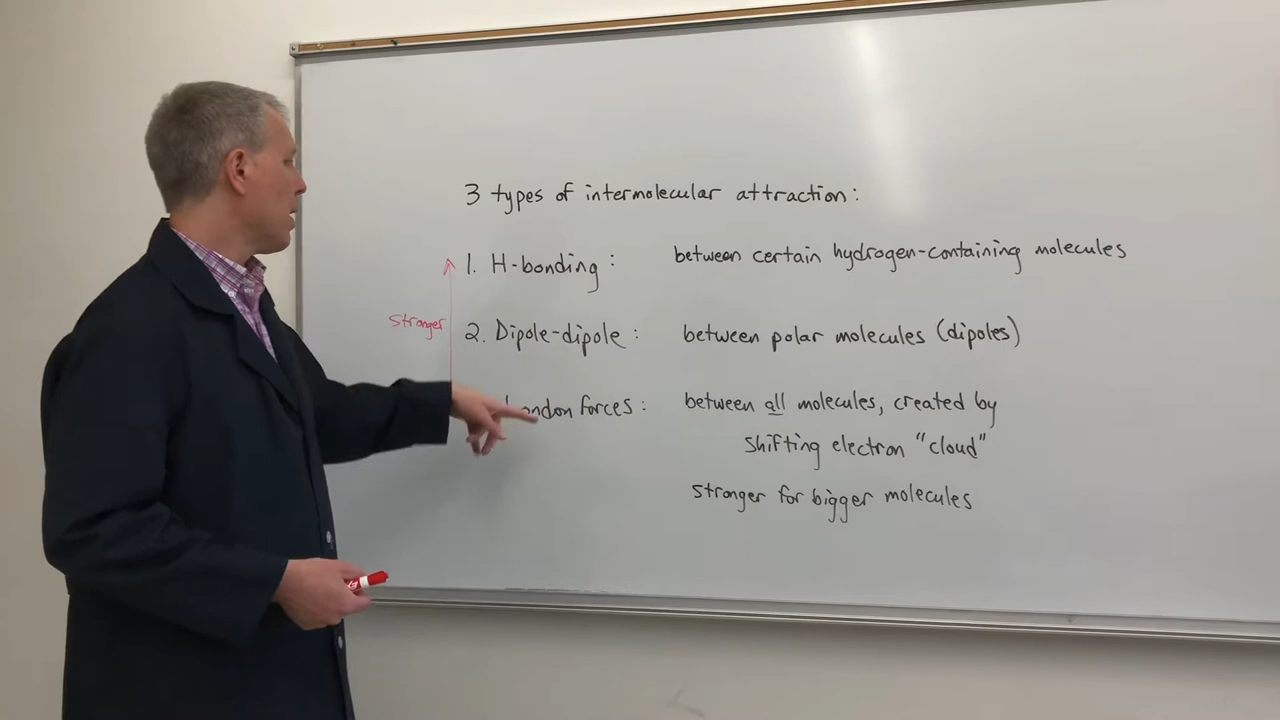 3 types of intermolecular attraction:
1. H-bonding: between certain hydrogen-containing molecules
Stronger
2. Dipole-dipole: between polar molecules (dipoles)
London forces: between all molecules, created by
shifting electron "cloud"
stronger for bigger molecules